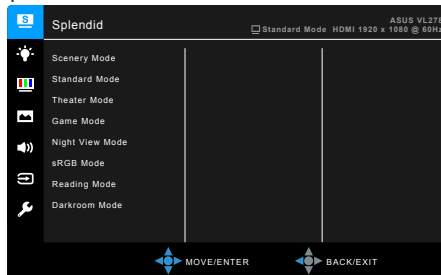 S
Splendid
ASUS VL278
Standard Mode HDMI 1920 x 1080 @ 60Hz
Scenery Mode
Standard Mode
Theater Mode
Game Mode
Night View Mode
sRGB Mode
Reading Mode
Darkroom Mode
MOVE/ENTER
BACK/EXIT